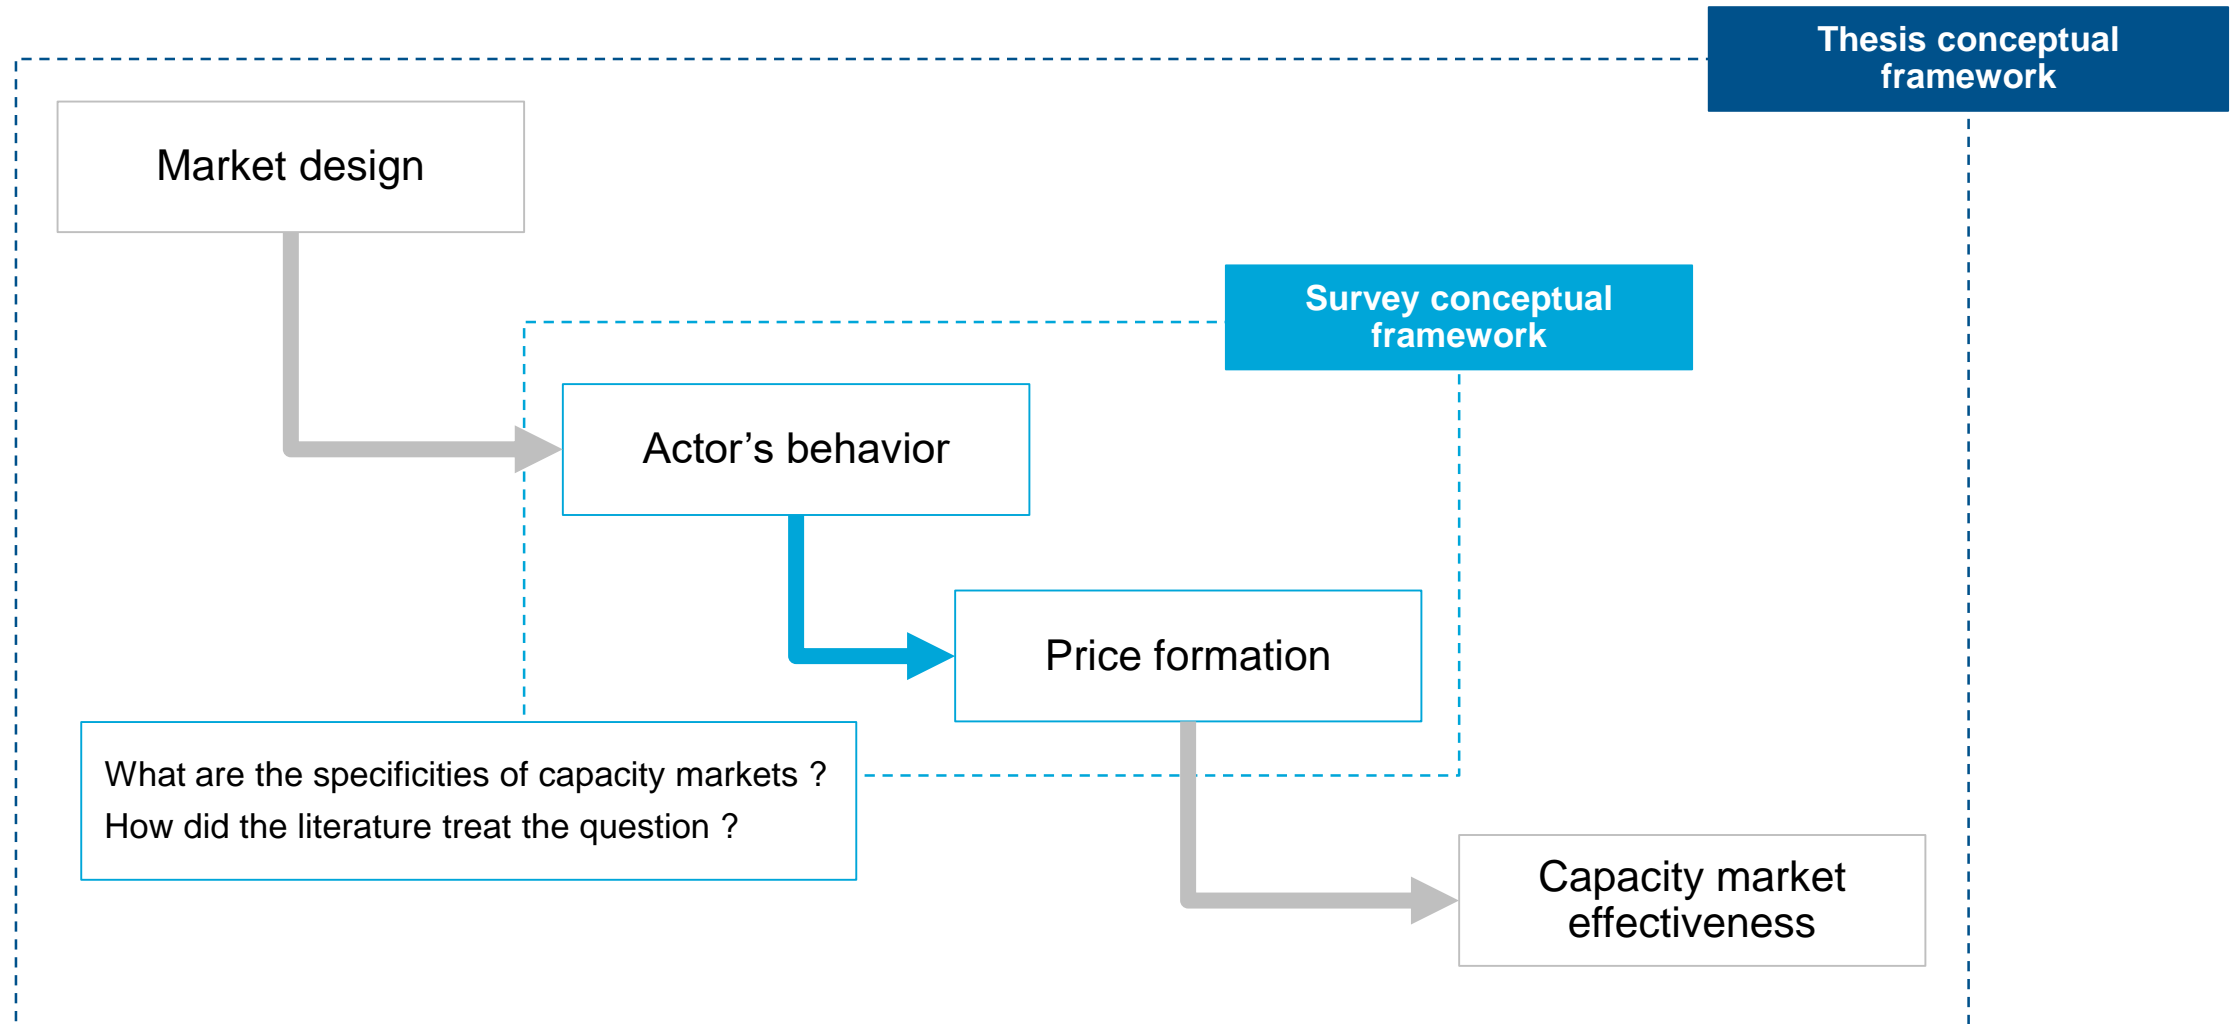 Thesis conceptual
framework
Market design
Survey conceptual
framework
Actor’s behavior
Price formation
What are the specificities of capacity markets ?
How did the literature treat the question ?
Capacity market
effectiveness